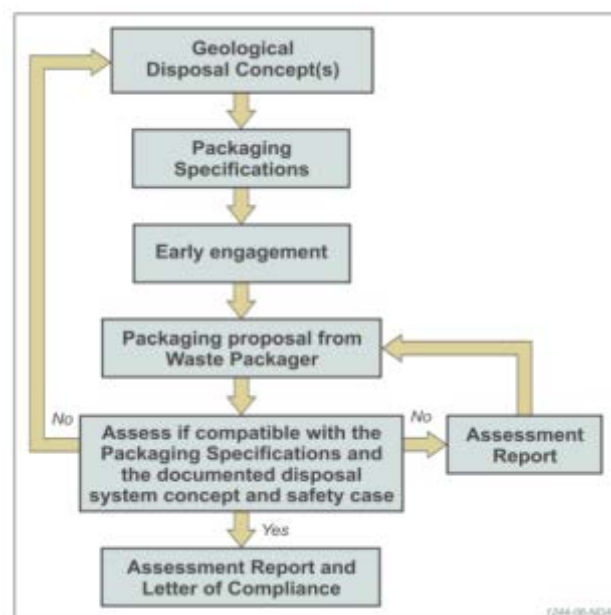 Geological
Disposal Concept(s)
Packaging
Specifications
Early engagement
Packaging proposal from
Waste Packager
No
No
Assess if compatible with the
Packaging Specifications and
the documented disposal
system concept and safety case
Assessment
Report
Yes
Assessment Report and
Letter of Compliance